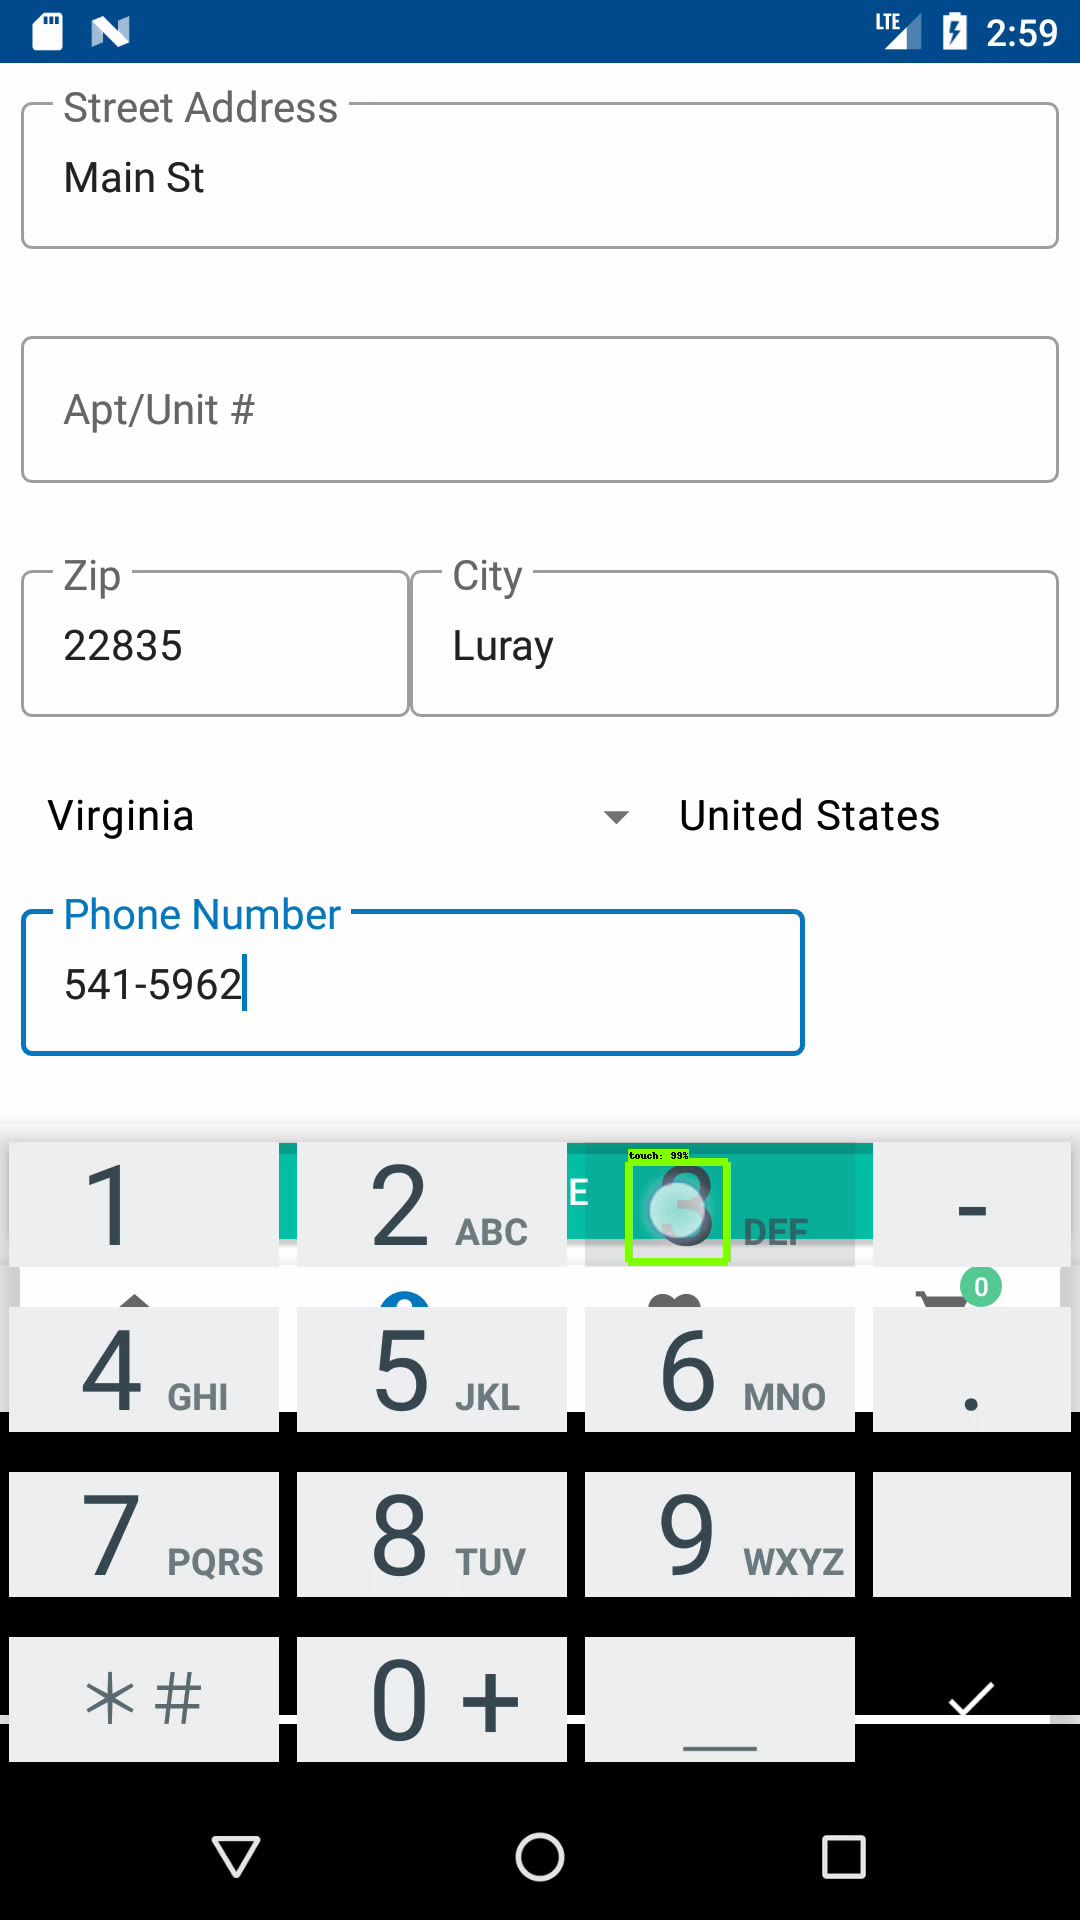 LTE 2:59
Street Address
Main St
Apt/Unit #
Zip City
22835 Luray
Virginia United States
Phone Number
541-5962
touch: 99%
1 2 ABC E 3 DEF -
0
4 GHI 5 JKL 6 MNO .
7 PQRS 8 TUV 9 WXYZ
*# 0 + _